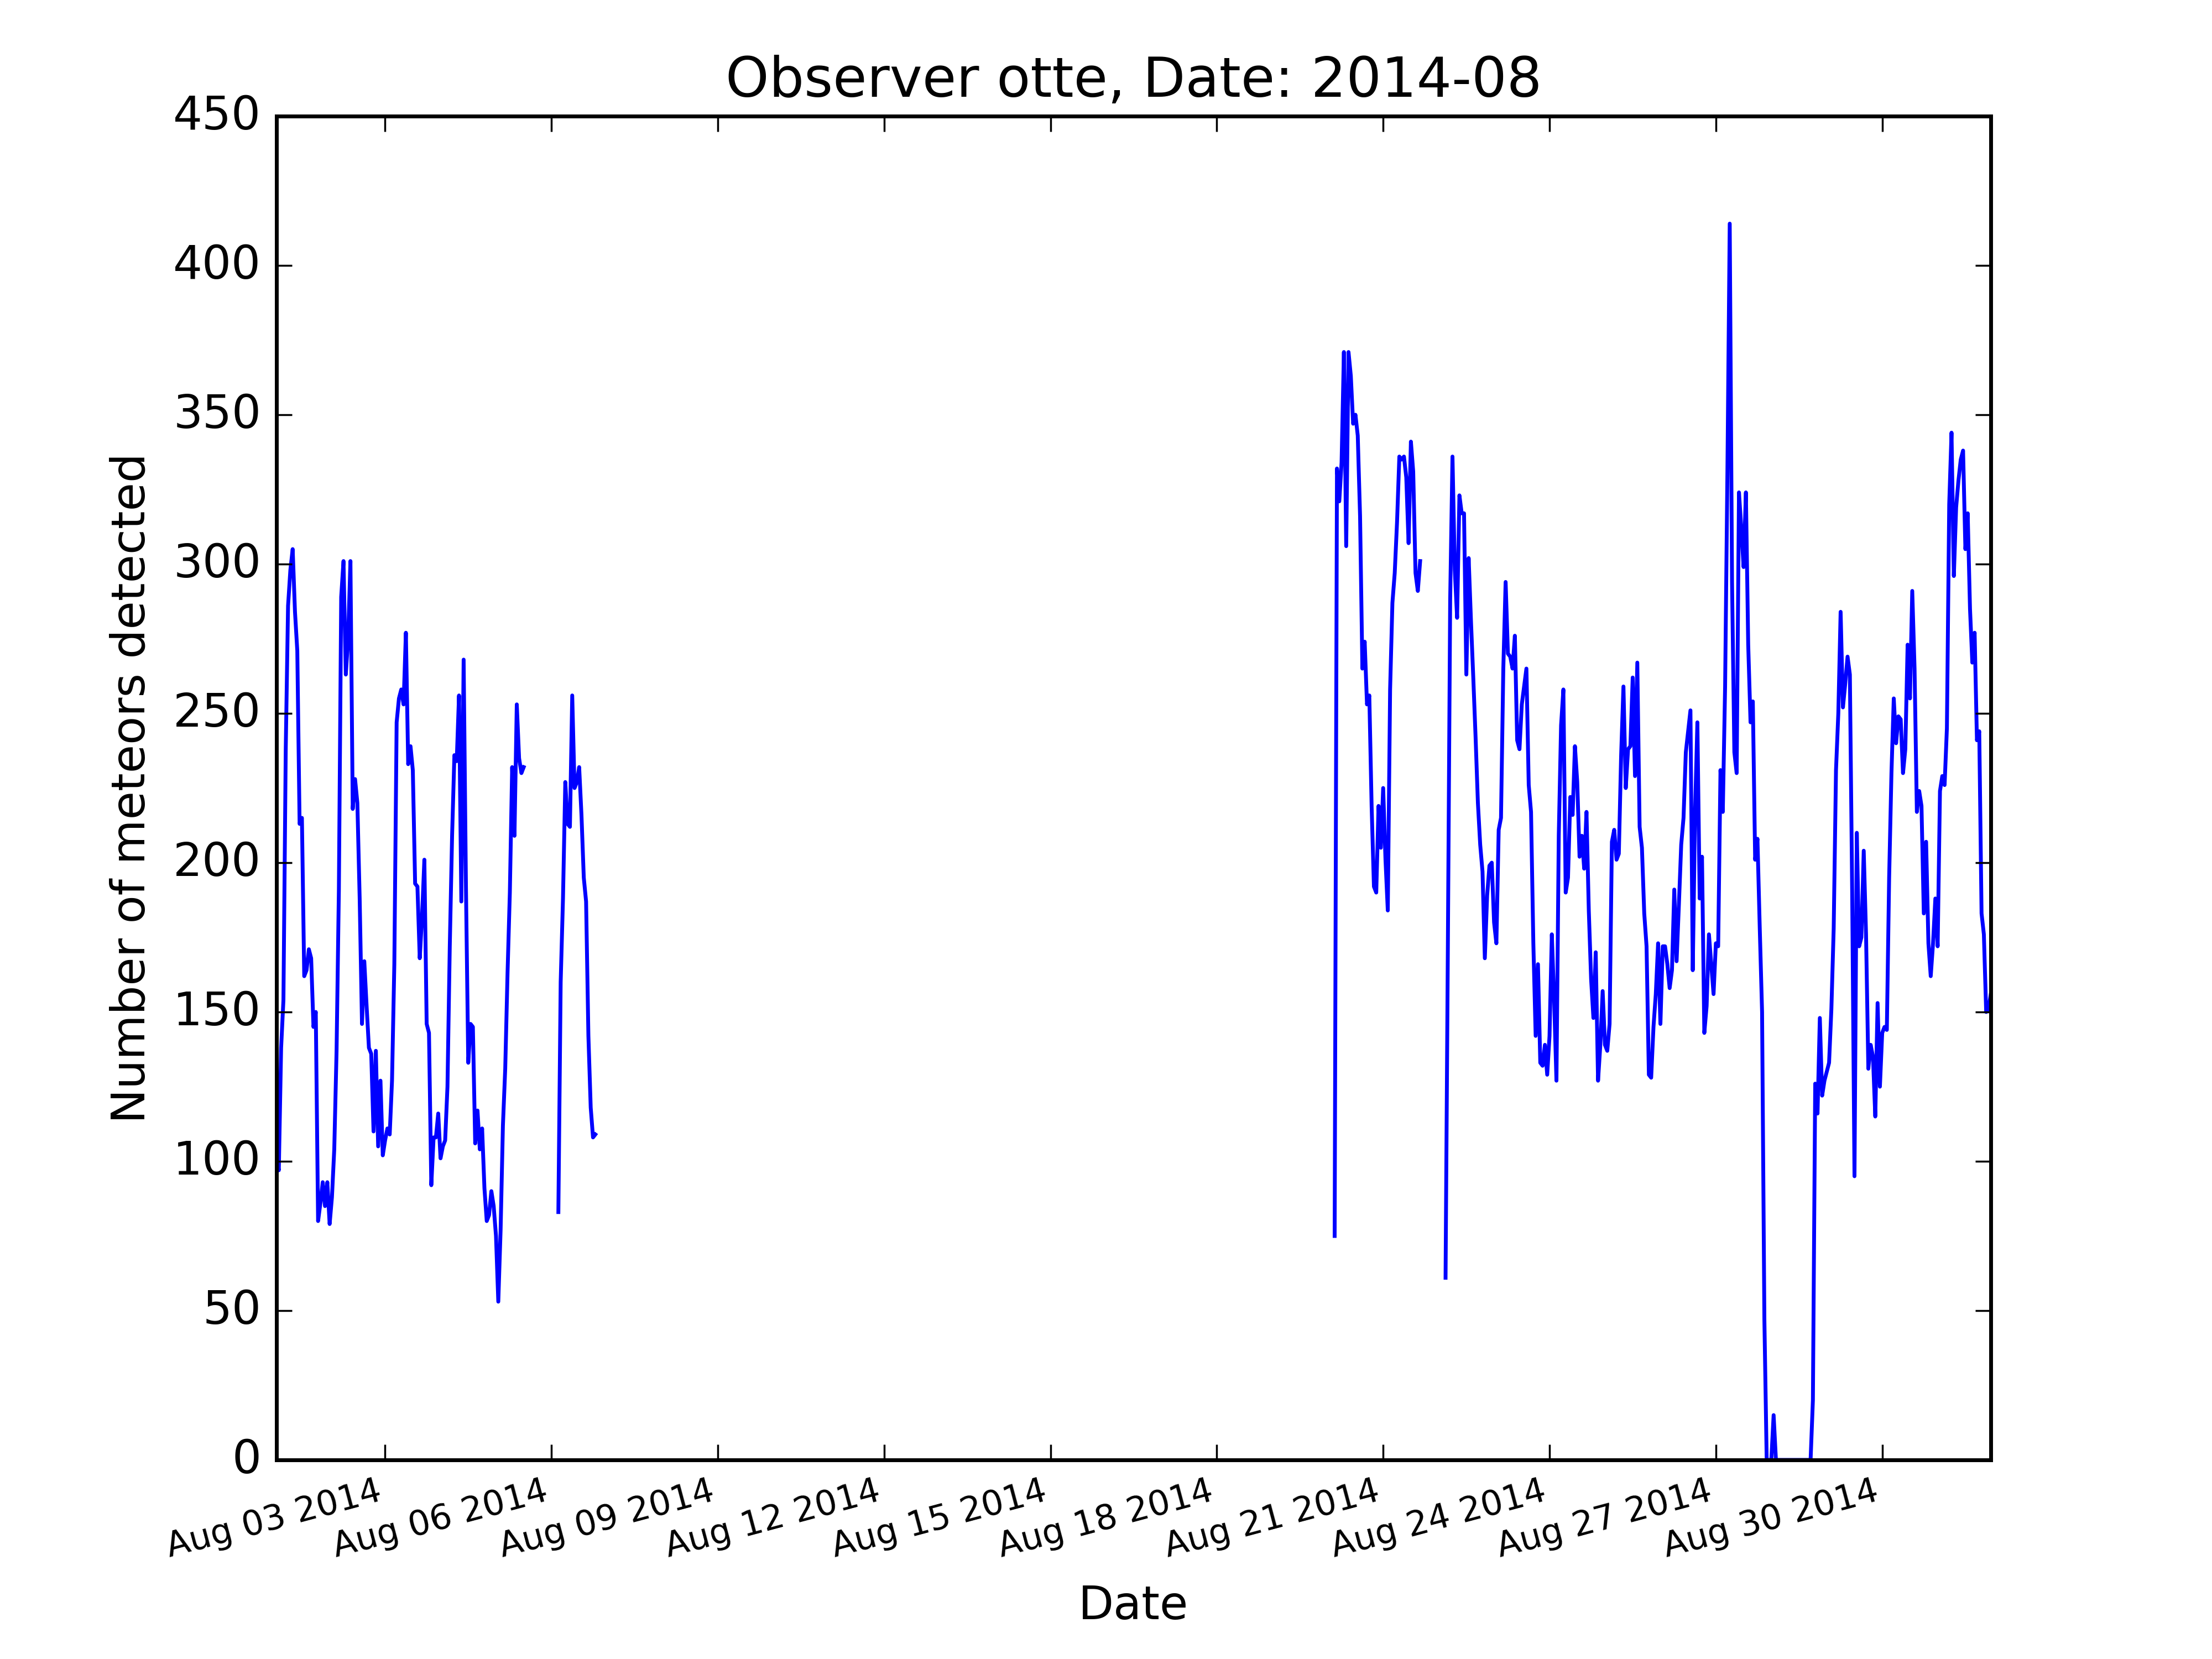 Observer otte, Date: 2014-08
450
400
350
300
250
200
150
100
50
0
Number of meteors detected
Aug 03 2014
Aug 06 2014
Aug 09 2014
Aug 12 2014
Aug 15 2014
Aug 18 2014
Aug 21 2014
Aug 24 2014
Aug 27 2014
Aug 30 2014
Date